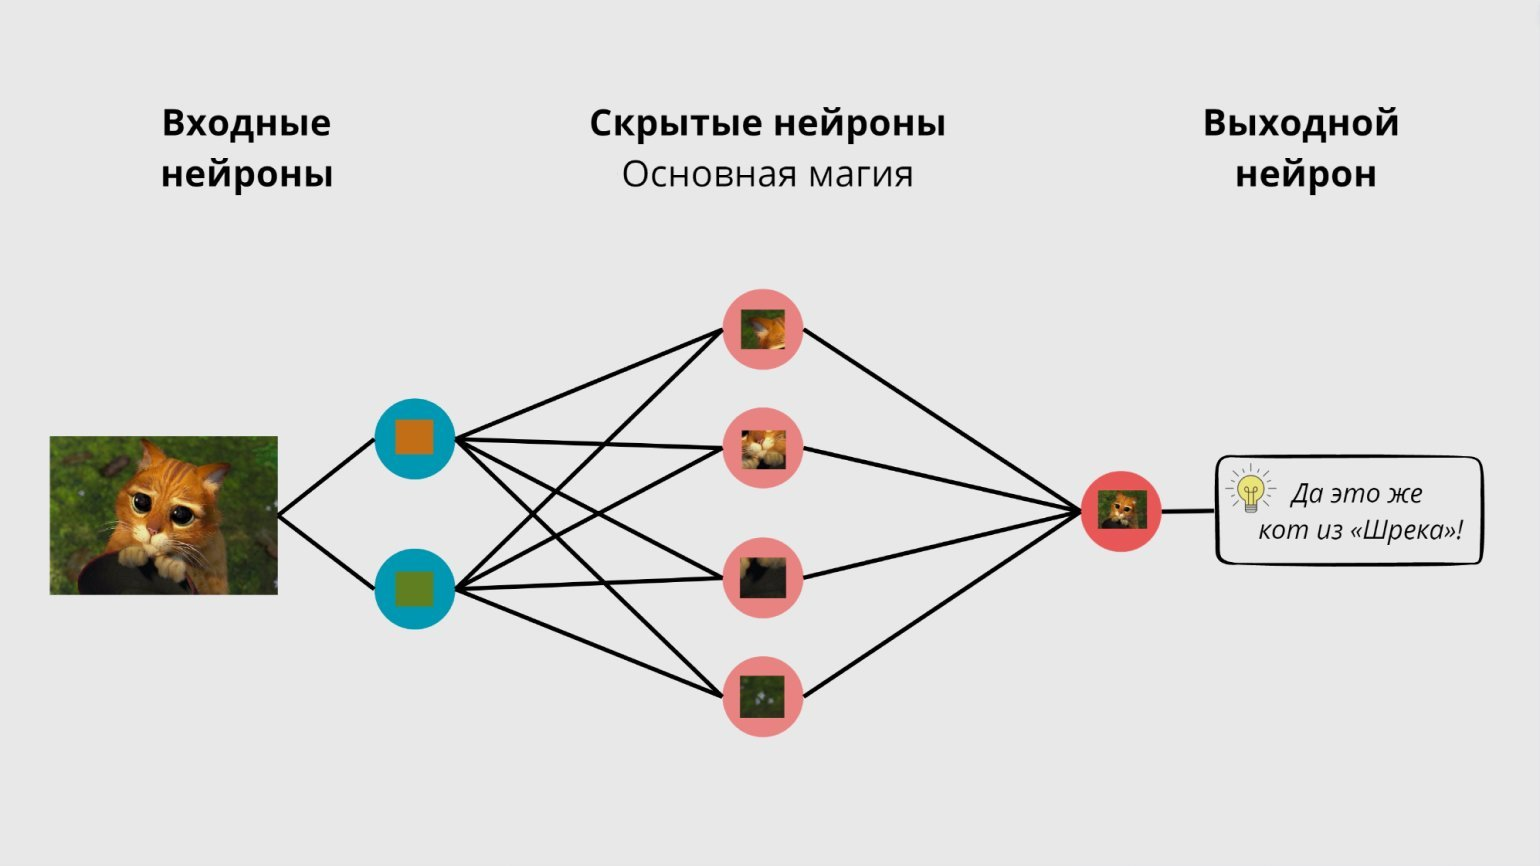 Входные
нейроны
Скрытые нейроны
Основная магия
Выходной
нейрон
Да это же
кот из «Шрека»!